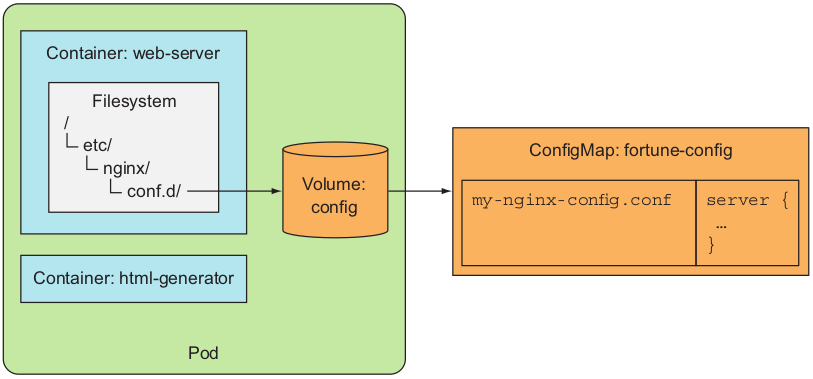 Container: web-server
Filesystem
/
etc/
nginx/
conf.d/
Volume:
config
Container: html-generator
Pod
ConfigMap: fortune-config
my-nginx-config.conf
server {
…
}